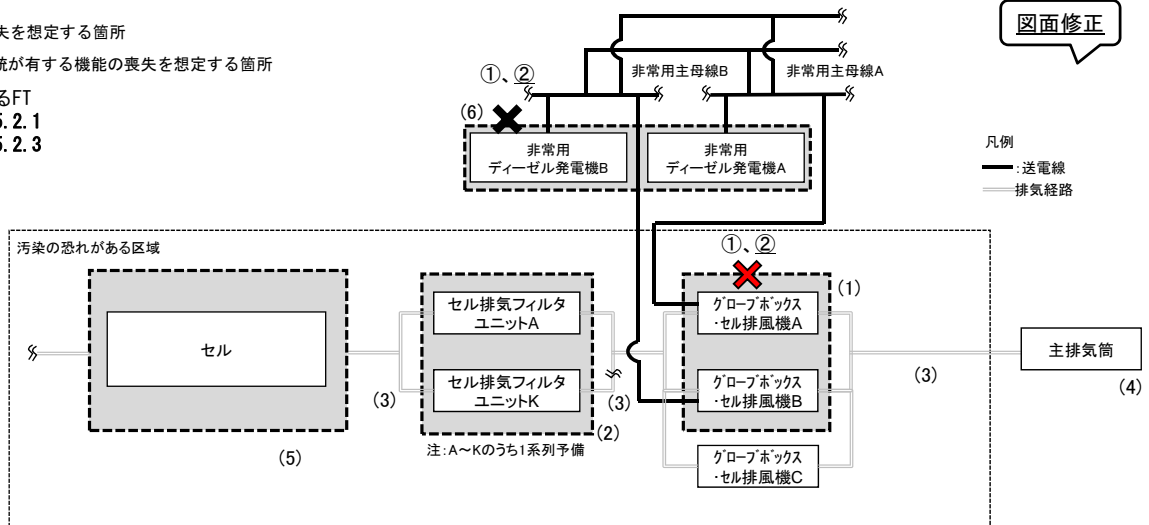 図面修正
失を想定する箇所
統が有する機能の喪失を想定する箇所
るFT
5.2.1
5.2.3
①、②
非常用主母線B
非常用主母線A
(6)
非常用
ディーゼル発電機B
非常用
ディーゼル発電機A
凡例
:送電線
:排気経路
汚染の恐れがある区域
①、②
セル
(5)
(3)
セル排気フィルタ
ユニットA
セル排気フィルタ
ユニットK
(2)
注:A~Kのうち1系列予備
(3)
グローブボックス
・セル排風機A
(1)
グローブボックス
・セル排風機B
グローブボックス
・セル排風機C
(3)
主排気筒
(4)